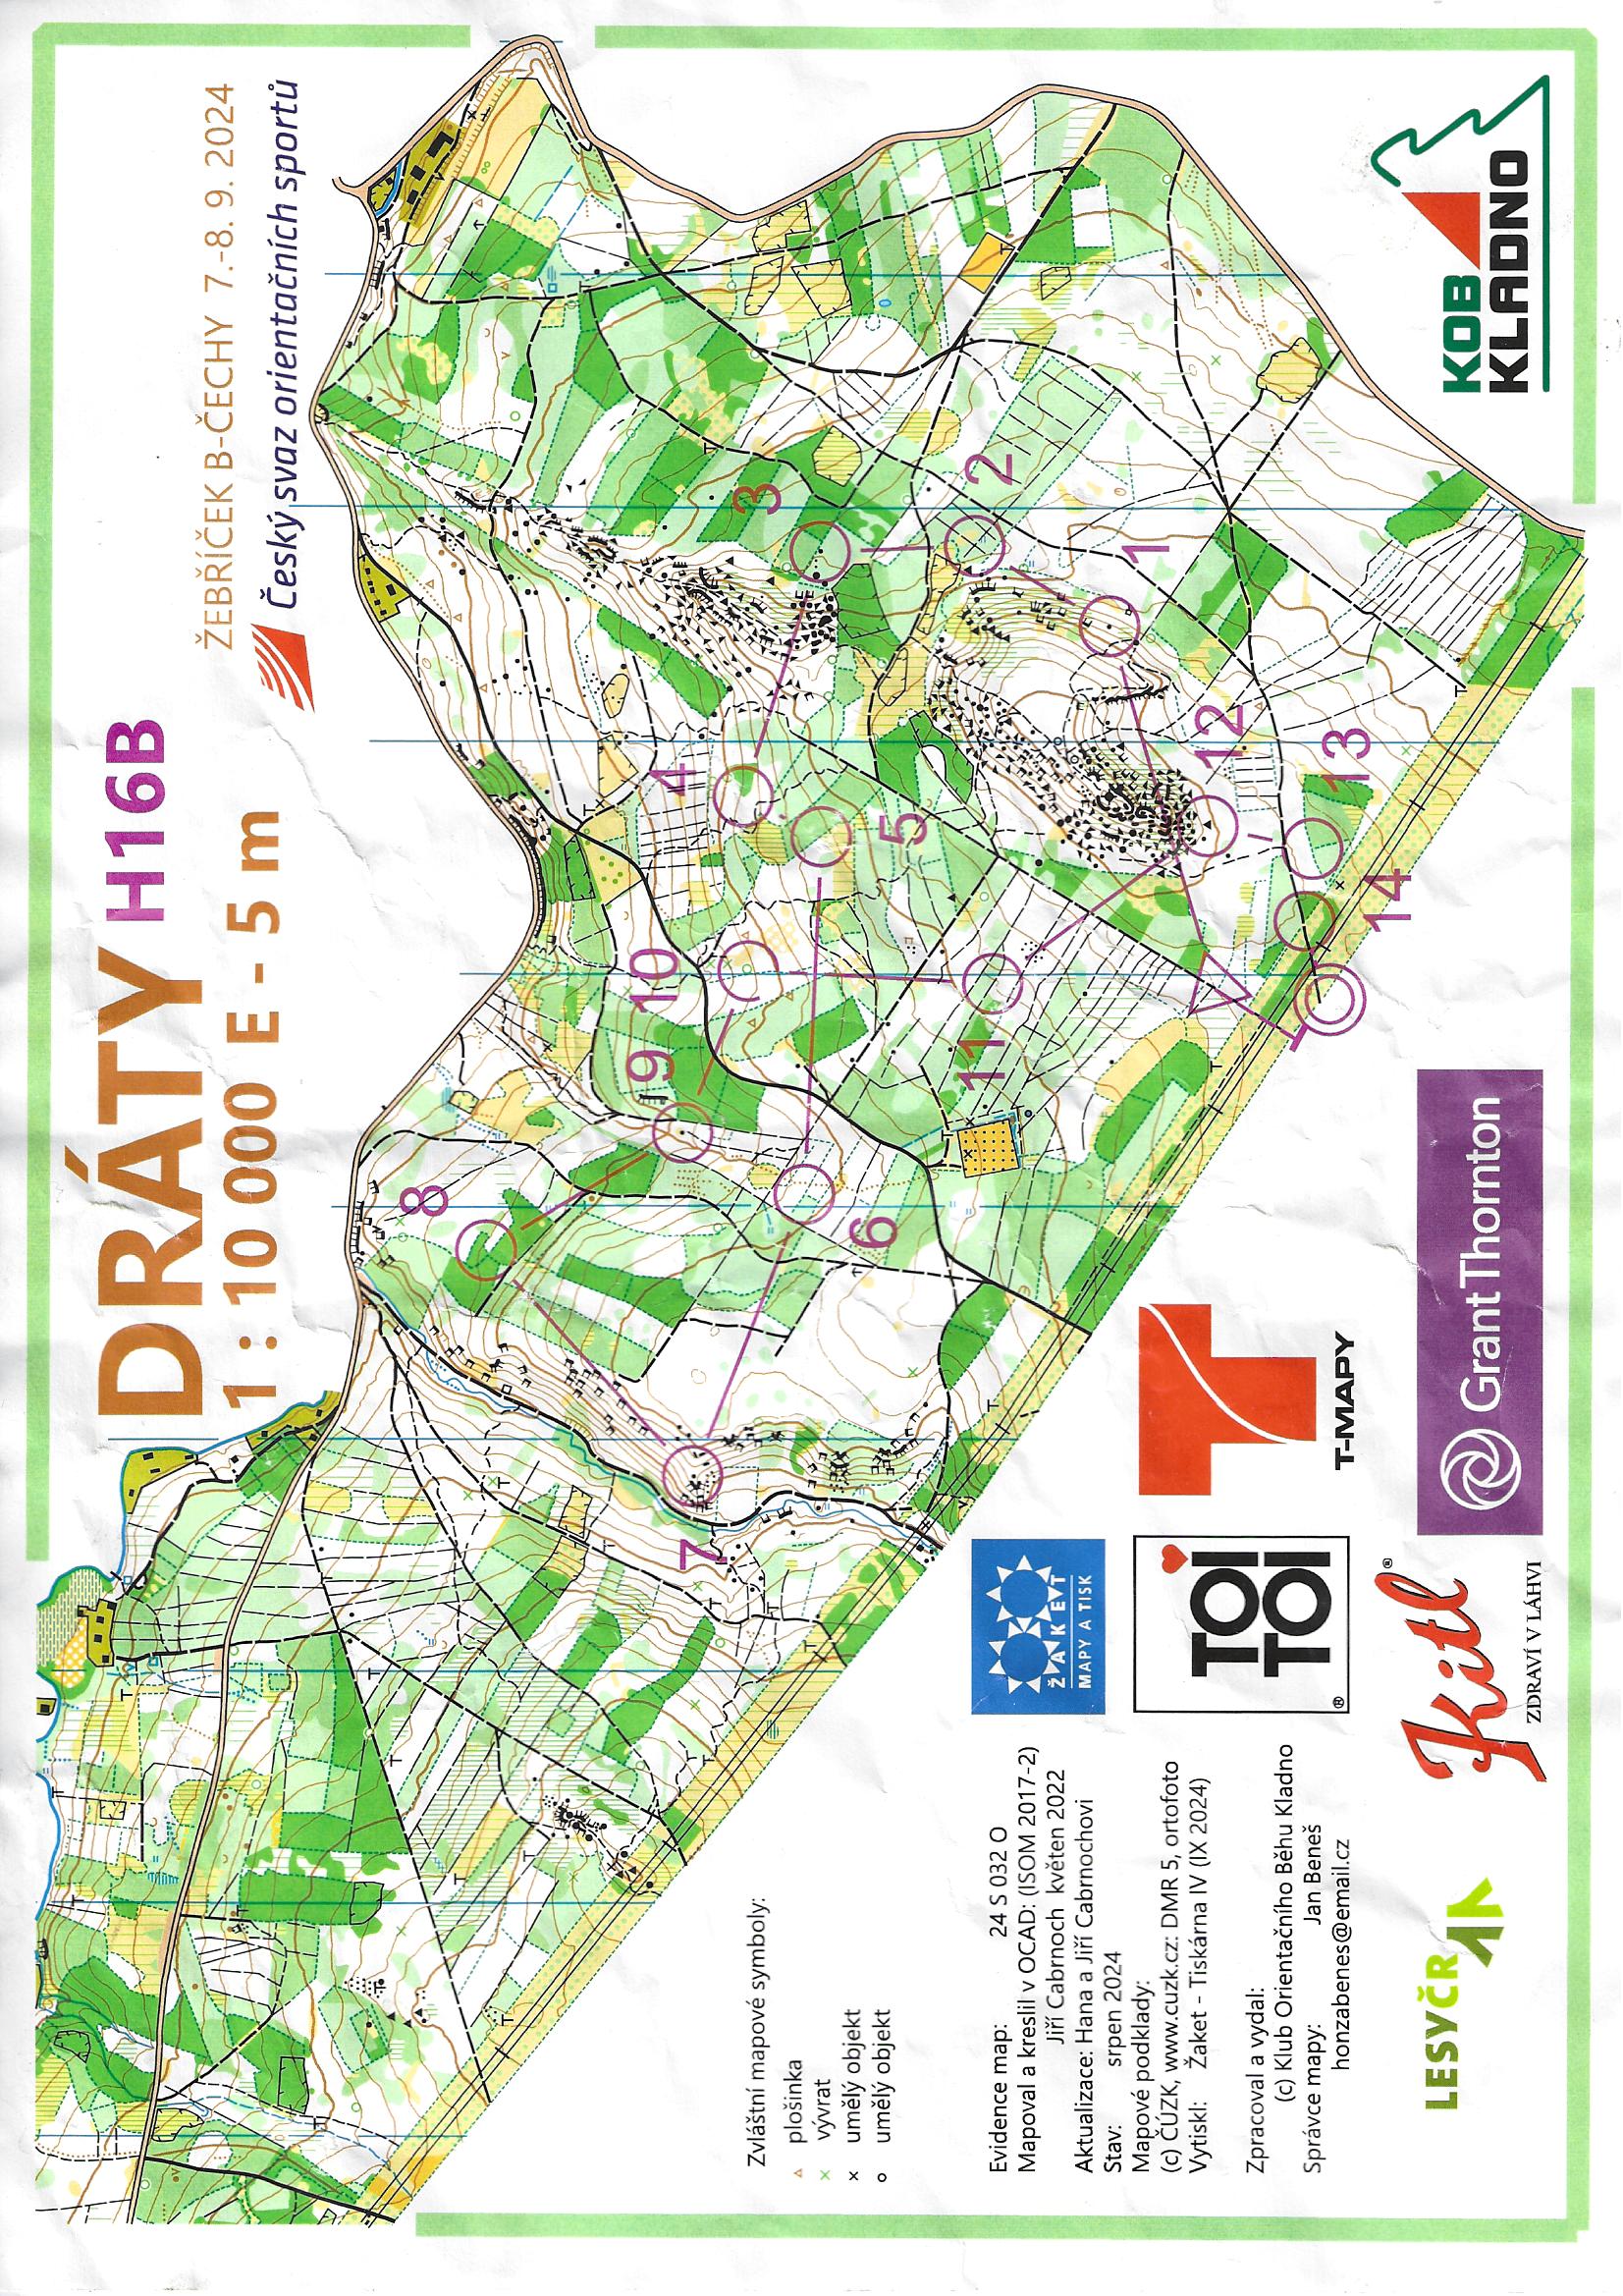 DRÁTY H16B
1 : 10 000 E - 5 m
ŽEBŘÍČEK B-ČECHY 7.-8. 9. 2024
Český svaz orientačních sportů
8
9
10
4
7
3
6
5
11
2
1
12
13
14
Zvláštní mapové symboly:
plošinka
vývrat
umělý objekt
umělý objekt
Evidence map: 24 S 032 O
Mapoval a kreslil v OCAD: (ISOM 2017-2)
Jiří Cabrnoch květen 2022
Aktualizace: Hana a Jiří Cabrnochovi
Stav: srpen 2024
Mapové podklady:
(c) ČÚZK, www.cuzk.cz: DMR 5, ortofoto
Vytiskl: Žaket - Tiskárna IV (IX 2024)
Zpracoval a vydal:
(c) Klub Orientačního Běhu Kladno
Správce mapy: Jan Beneš
honzabenes@email.cz
ŽAKET
MAPY A TISK
TOI
TOI
®
T
T-MAPY
LESY ČR
Kitl®
ZDRAVÍ V LÁHVI
Grant Thornton
KOB
KLADNO